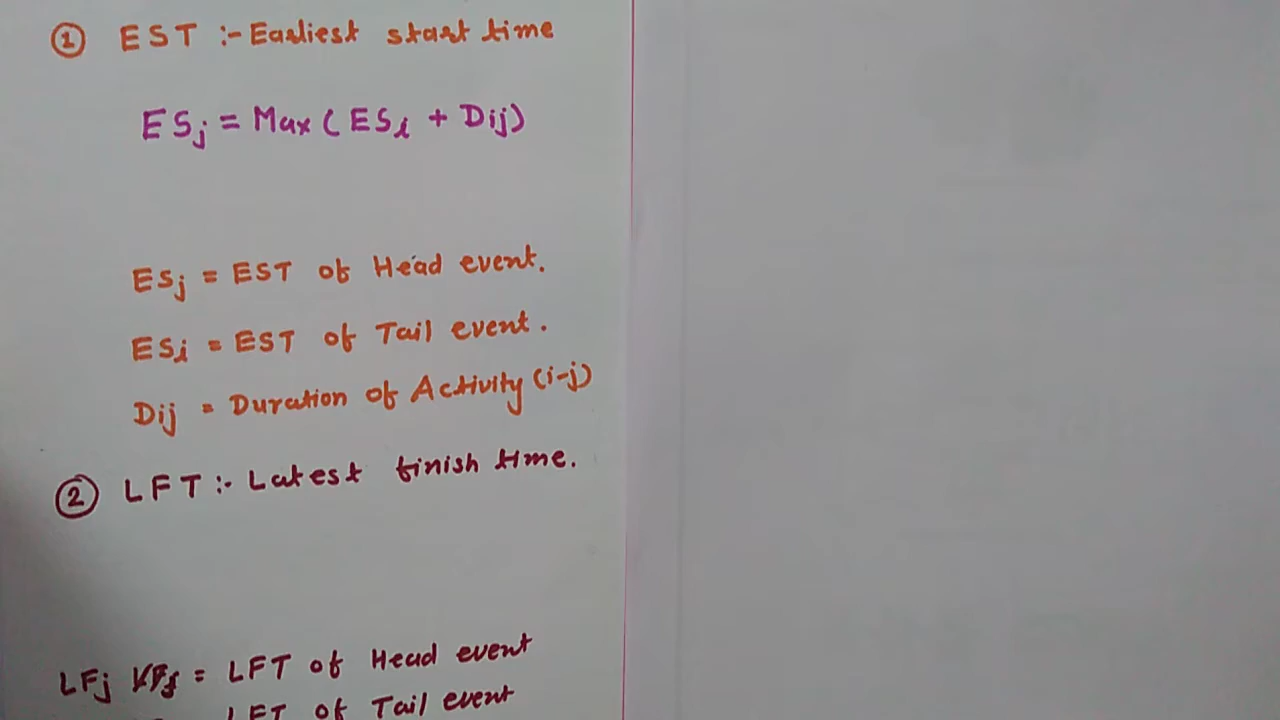 ① EST :- Earliest start time
ESj = Max (ESi + Dij)
ESj = EST of Head event.
ESi = EST of Tail event.
Dij = Duration of Activity (i-j)
② LFT :- Latest finish time.
LFj = LFT of Head event
LFT of Tail event